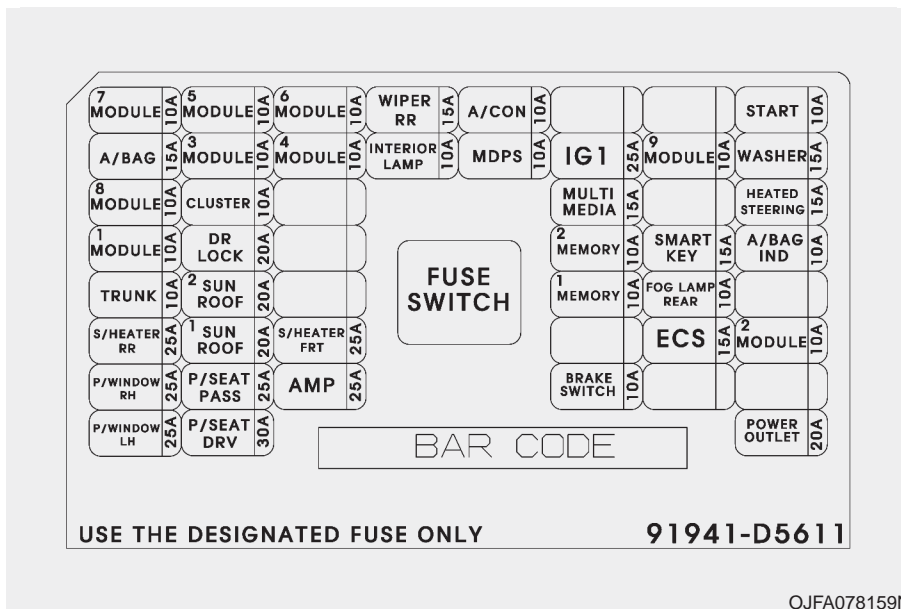 7 MODULE 10A 5 MODULE 10A 6 MODULE 10A WIPER RR 15A A/CON 10A START 10A
A/BAG 15A 3 MODULE 10A 4 MODULE 10A INTERIOR LAMP 10A MDPS 10A IG1 25A 9 MODULE 10A WASHER 15A
8 MODULE 10A CLUSTER 10A MULTI MEDIA 15A HEATED STEERING 15A
1 MODULE 10A DR LOCK 20A 2 MEMORY 10A SMART KEY 15A A/BAG IND 10A
TRUNK 10A 2 SUN ROOF 20A FUSE SWITCH 1 MEMORY 10A FOG LAMP REAR 10A
S/HEATER RR 25A 1 SUN ROOF 20A S/HEATER FRT 25A ECS 15A 2 MODULE 10A
P/WINDOW RH 25A P/SEAT PASS 25A AMP 25A BRAKE SWITCH 10A
P/WINDOW LH 25A P/SEAT DRV 30A POWER OUTLET 20A
BAR CODE
USE THE DESIGNATED FUSE ONLY 91941-D5611
OJFA078159N